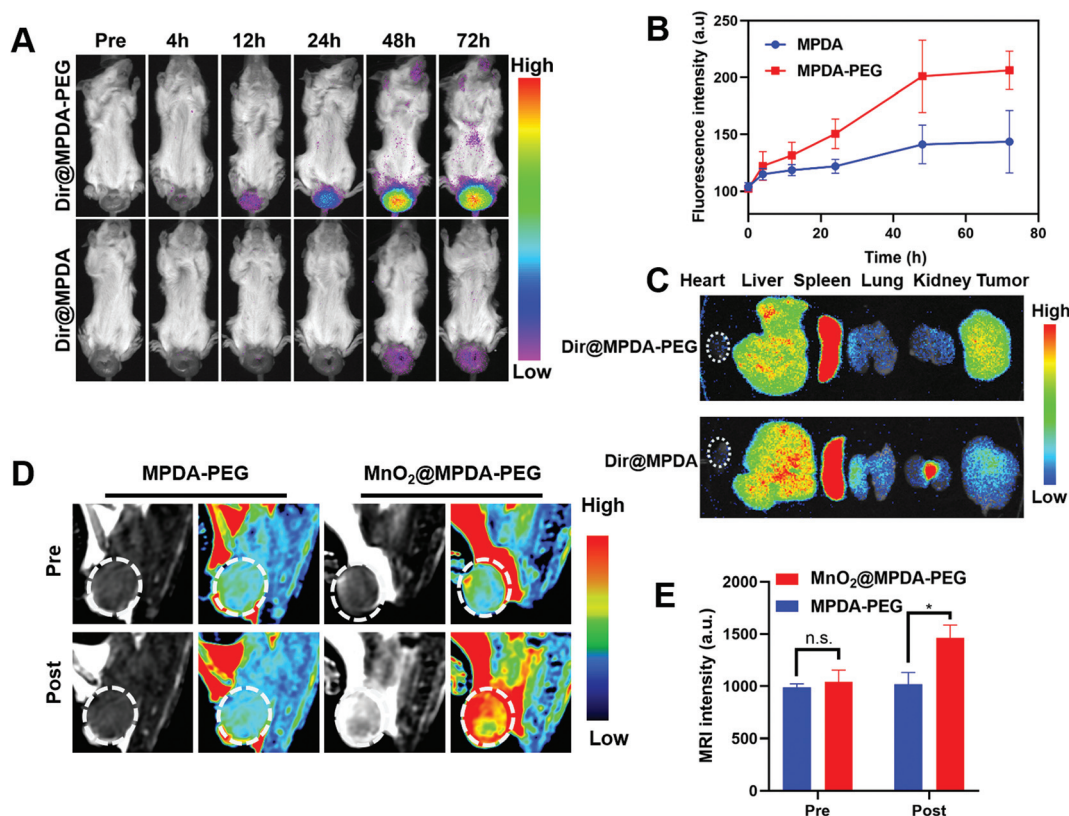 A
Pre 4h 12h 24h 48h 72h
Dir@MPDA-PEG
Dir@MPDA
High
Low
B
Fluorescence intensity (a.u)
MPDA
MPDA-PEG
250
200
150
100
0 20 40 60 80
Time (h)
C
Heart Liver Spleen Lung Kidney Tumor
Dir@MPDA-PEG
Dir@MPDA
High
Low
D
MPDA-PEG MnO₂@MPDA-PEG
Pre
Post
High
Low
E
MRI intensity (a.u.)
MnO₂@MPDA-PEG
MPDA-PEG
2000
1500
1000
500
0
n.s.
*
Pre Post